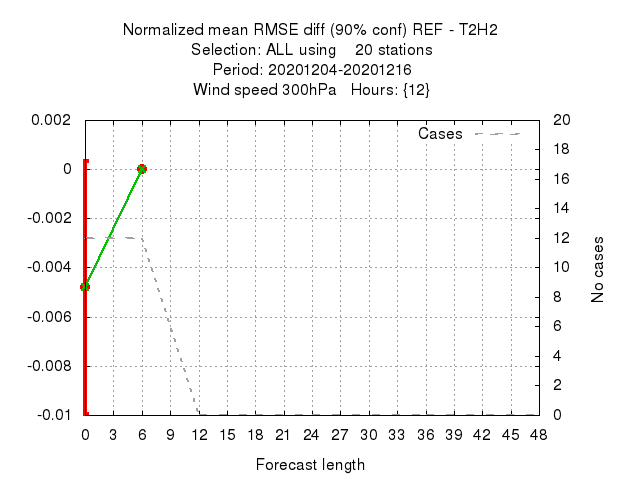 Normalized mean RMSE diff (90% conf) REF - T2H2
Selection: ALL using    20 stations
Period: 20201204-20201216
Wind speed 300hPa   Hours: {12}
Cases
0.002
0
-0.002
-0.004
-0.006
-0.008
-0.01
20
18
16
14
12
10
8
6
4
2
0
No cases
0 3 6 9 12 15 18 21 24 27 30 33 36 39 42 45 48
Forecast length